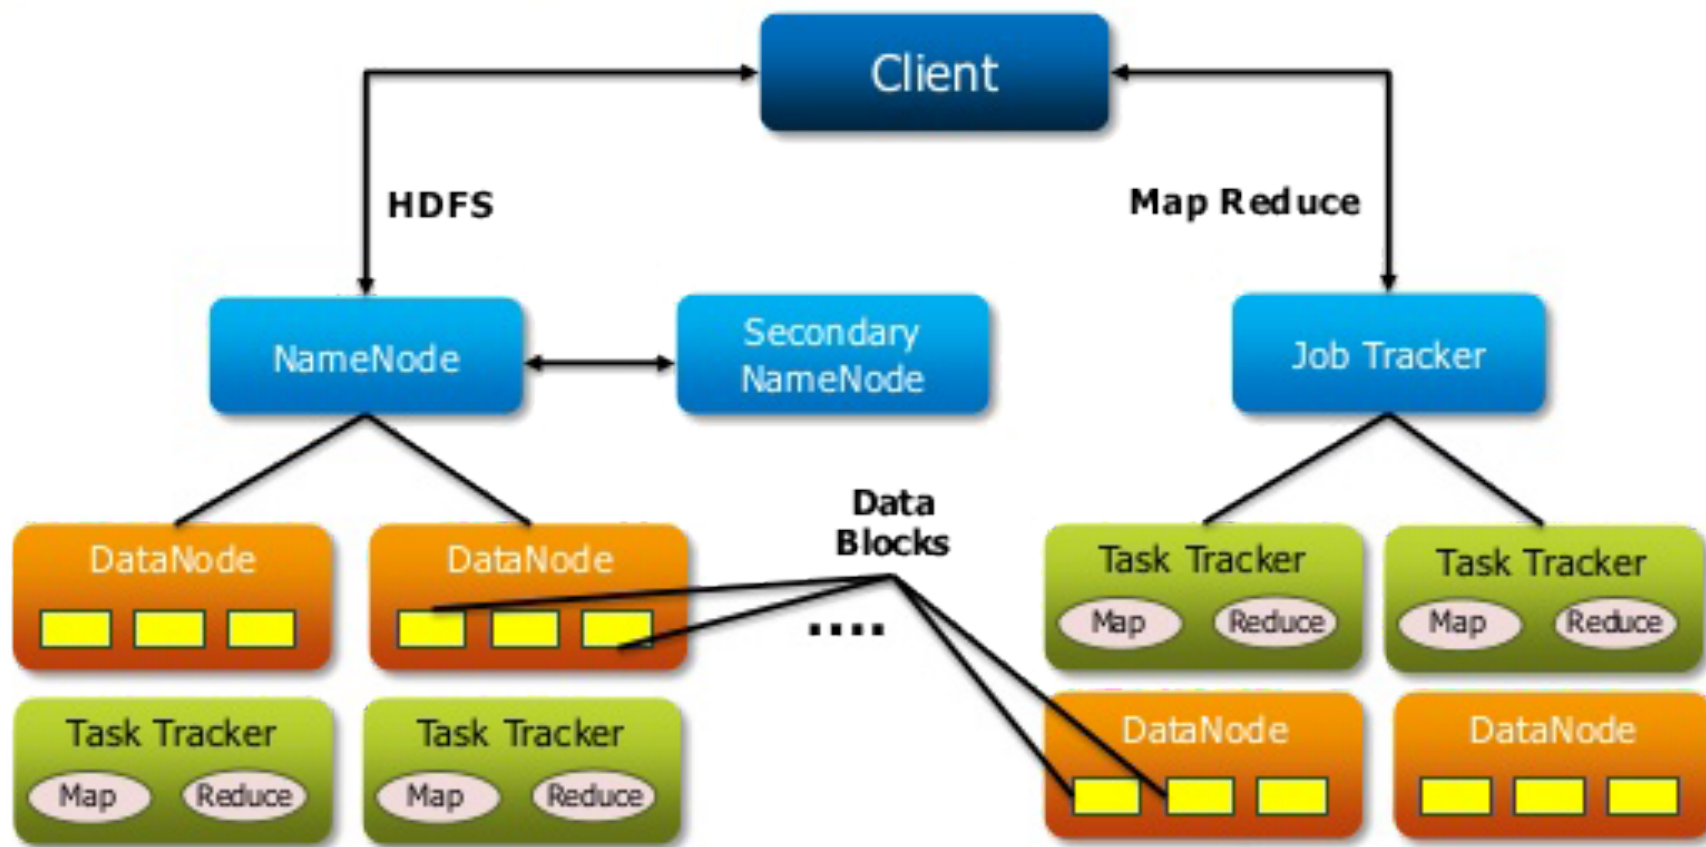 Client
HDFS
Map Reduce
NameNode
Secondary
NameNode
Job Tracker
Data
Blocks
DataNode
DataNode
....
Task Tracker
Map
Reduce
Task Tracker
Map
Reduce
Task Tracker
Map
Reduce
Task Tracker
Map
Reduce
DataNode
DataNode